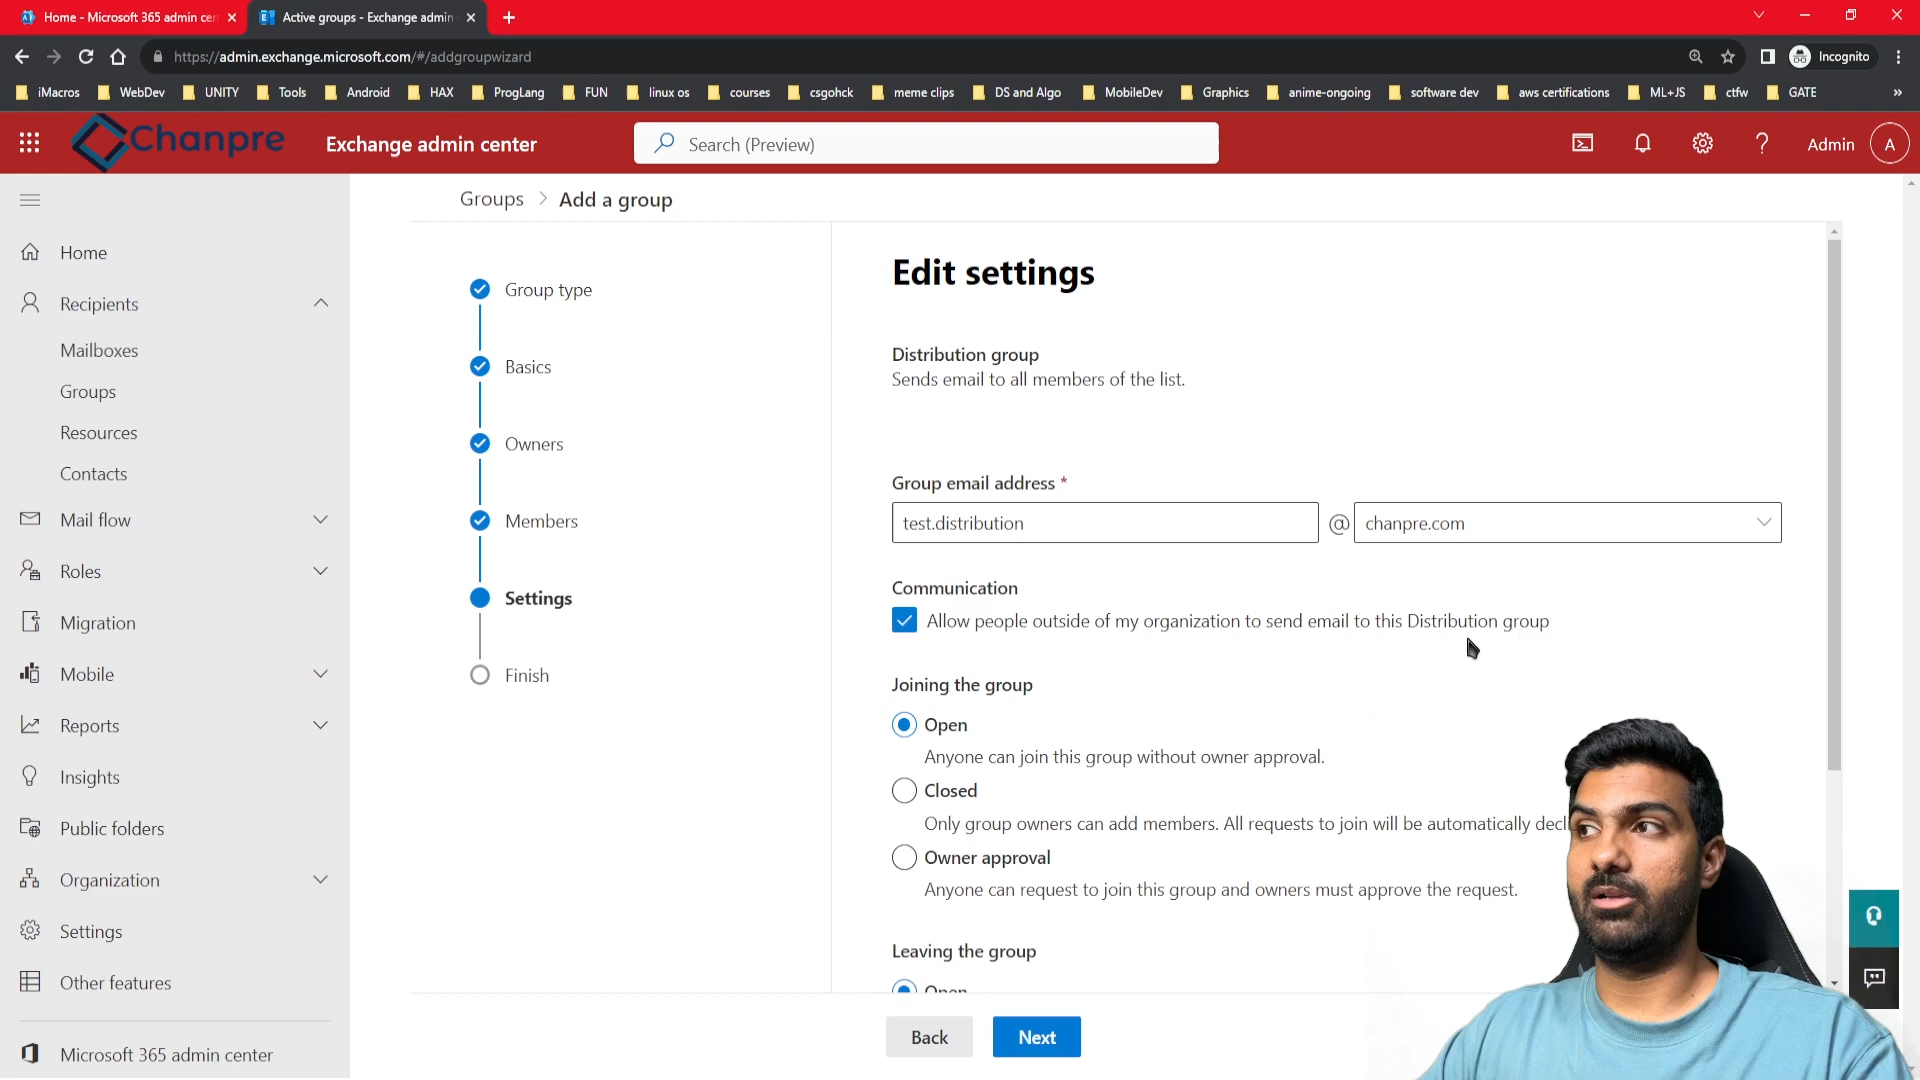 Home - Microsoft 365 admin cen
Active groups - Exchange admin
https://admin.exchange.microsoft.com/#/addgroupwizard
Incognito
iMacros WebDev UNITY Tools Android HAX ProgLang FUN linux os courses csgohck meme clips DS and Algo MobileDev Graphics anime-ongoing software dev aws certifications ML+JS ctfw GATE »
Chanpre
Exchange admin center
Search (Preview)
Admin
A
Groups > Add a group
Home
Recipients
Mailboxes
Groups
Resources
Contacts
Mail flow
Roles
Migration
Mobile
Reports
Insights
Public folders
Organization
Settings
Other features
Microsoft 365 admin center
Group type
Basics
Owners
Members
Settings
Finish
Edit settings
Distribution group
Sends email to all members of the list.
Group email address *
test.distribution @ chanpre.com
Communication
Allow people outside of my organization to send email to this Distribution group
Joining the group
Open
Anyone can join this group without owner approval.
Closed
Only group owners can add members. All requests to join will be automatically decli
Owner approval
Anyone can request to join this group and owners must approve the request.
Leaving the group
Open
Back
Next